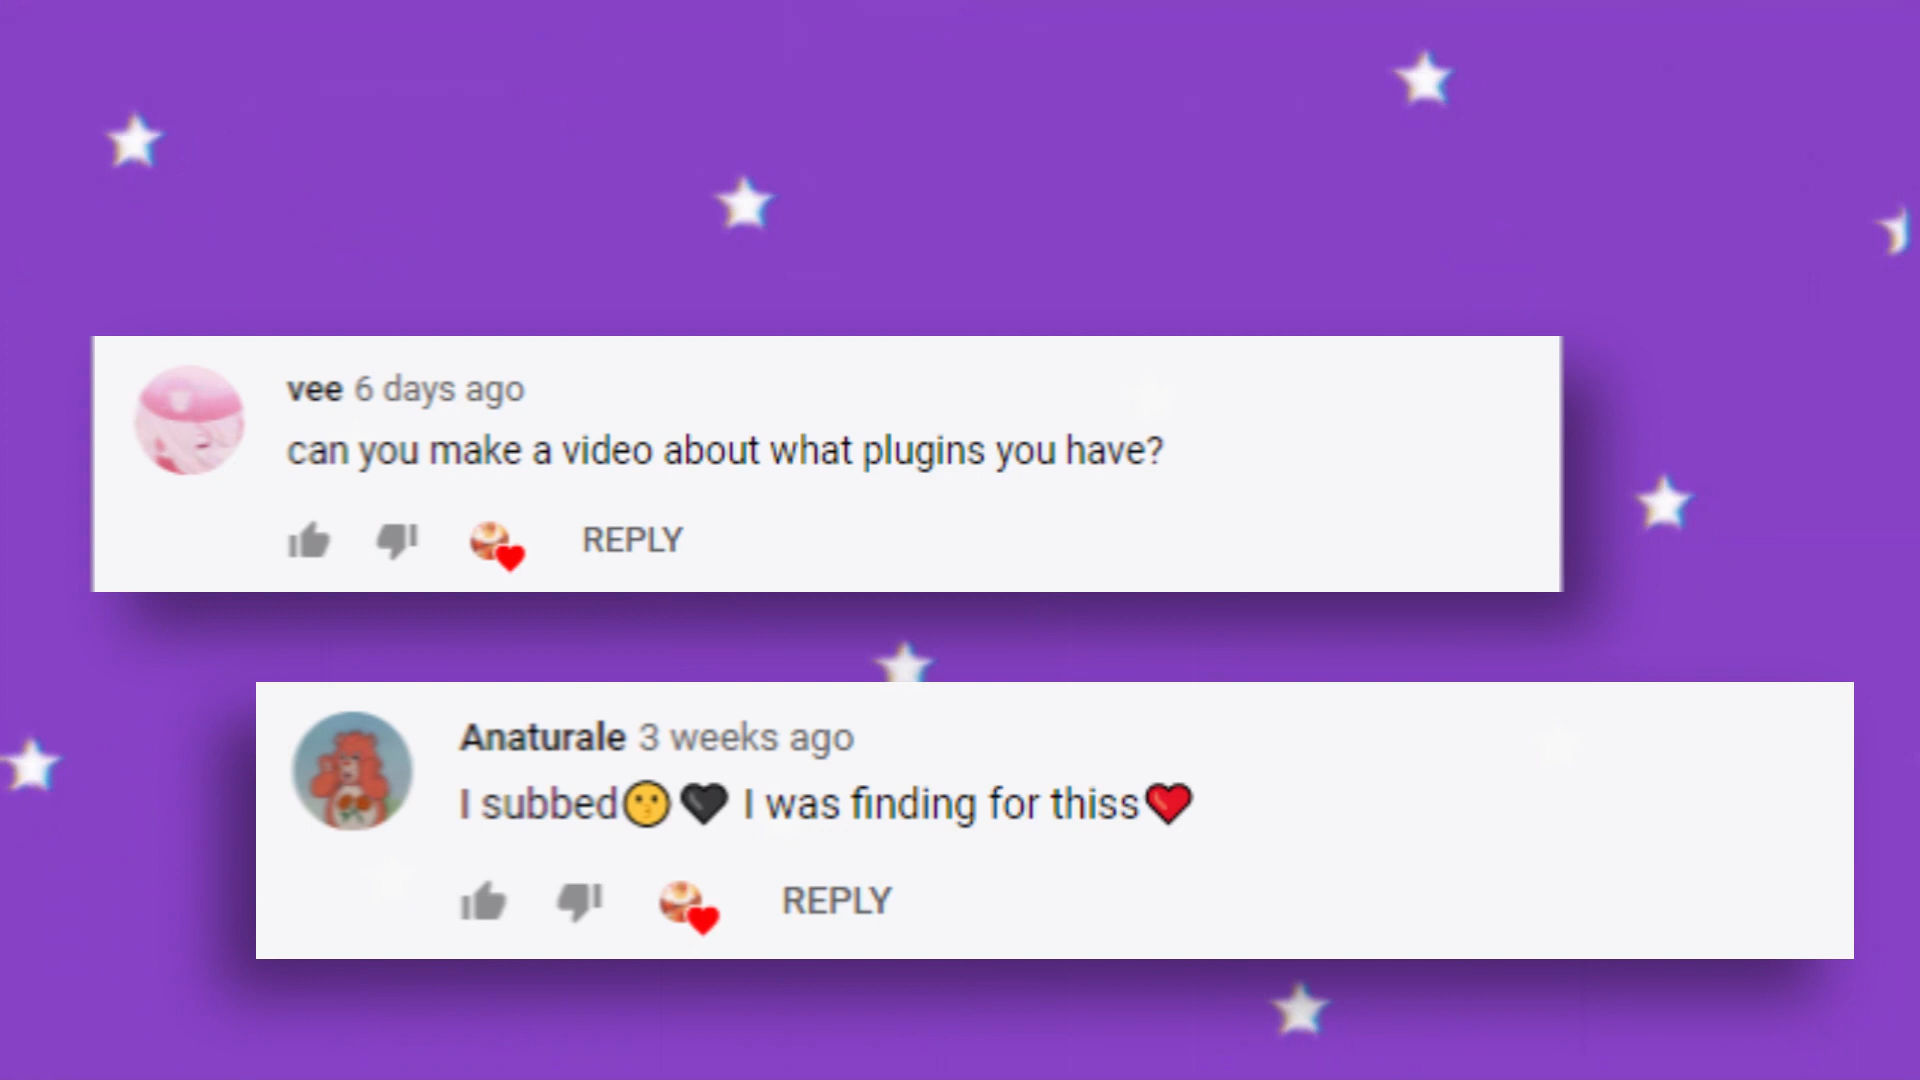 vee 6 days ago
can you make a video about what plugins you have?
REPLY
Anaturale 3 weeks ago
I subbed😗🖤 I was finding for thiss❤️
REPLY